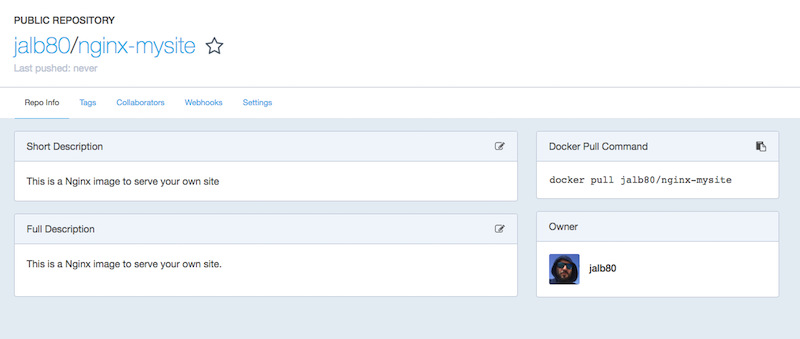 PUBLIC REPOSITORY
jalb80/nginx-mysite
Last pushed: never
Repo Info Tags Collaborators Webhooks Settings
Short Description
This is a Nginx image to serve your own site
Full Description
This is a Nginx image to serve your own site.
Docker Pull Command
docker pull jalb80/nginx-mysite
Owner
jalb80